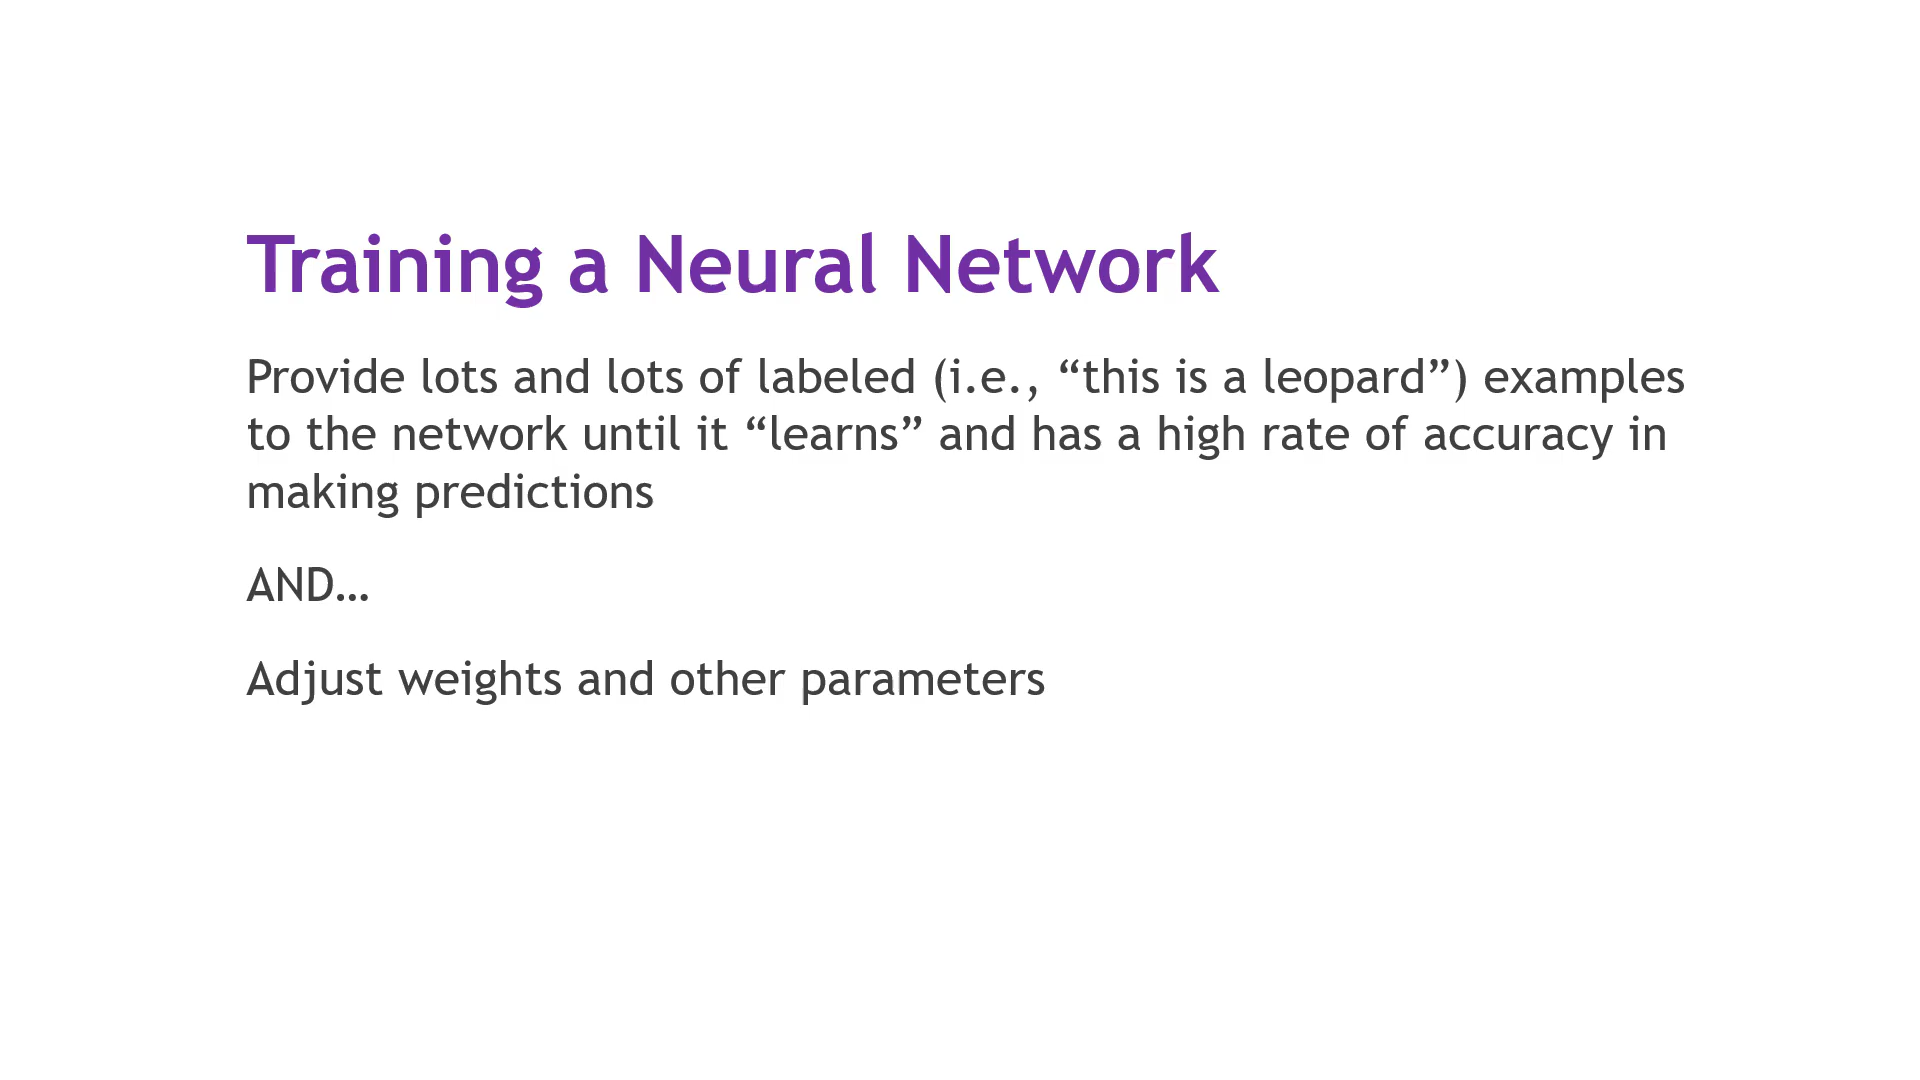 Training a Neural Network
Provide lots and lots of labeled (i.e., “this is a leopard”) examples
to the network until it “learns” and has a high rate of accuracy in
making predictions
AND…
Adjust weights and other parameters